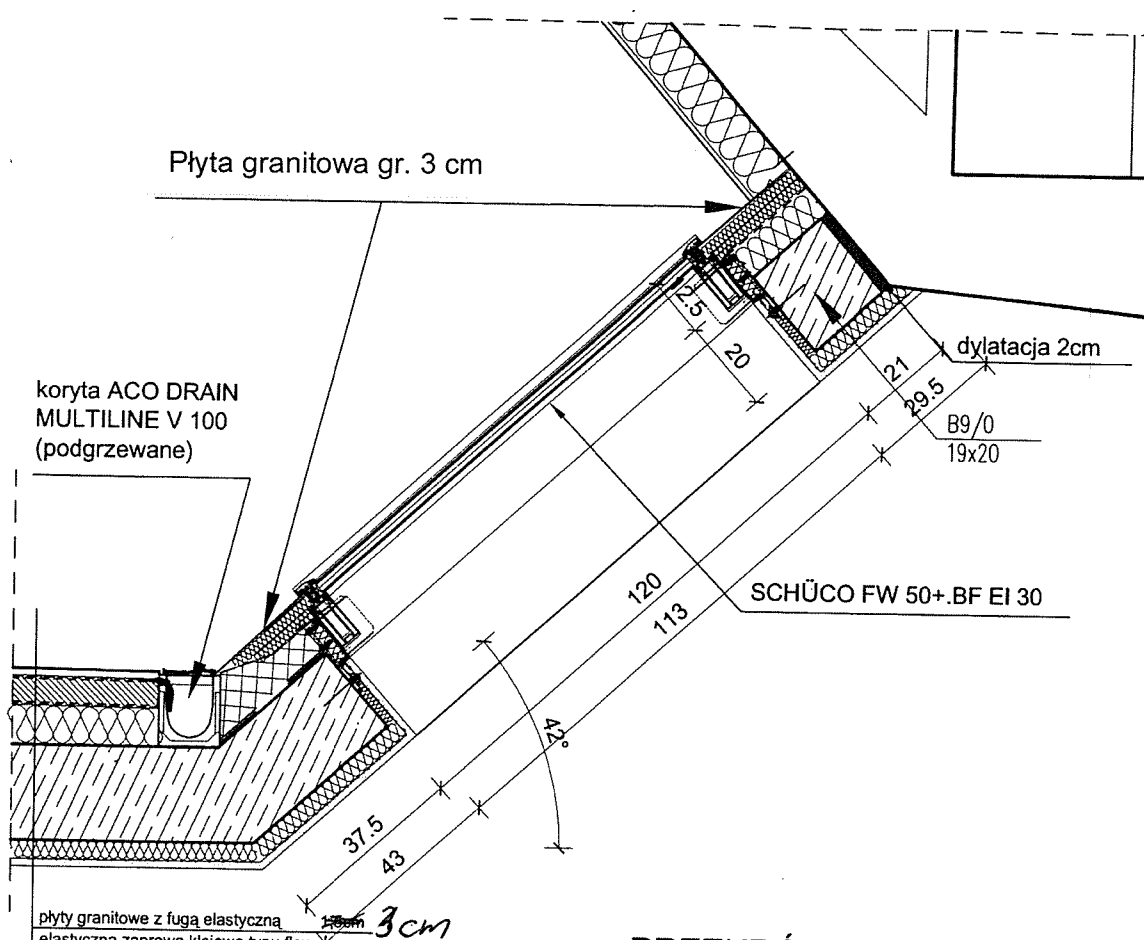 Płyta granitowa gr. 3 cm
koryta ACO DRAIN
MULTILINE V 100
(podgrzewane)
2.5
20
dylatacja 2cm
21
29.5
B9/0
19x20
120
113
SCHÜCO FW 50+.BF EI 30
42°
37.5
43
płyty granitowe z fugą elastyczną 3cm